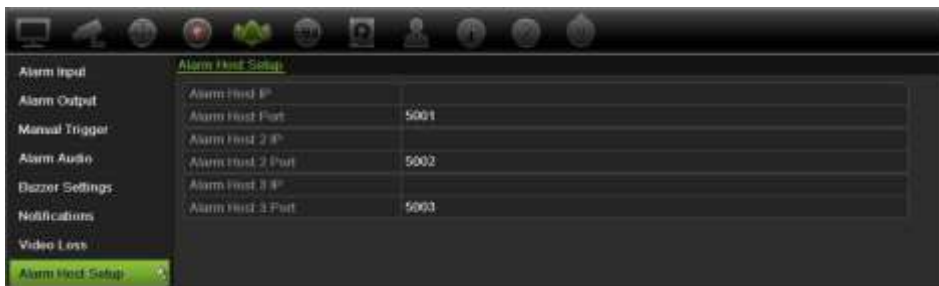 Alarm Input
Alarm Output
Manual Trigger
Alarm Audio
Buzzer Settings
Notifications
Video Loss
Alarm Host Setup
Alarm Host Setup
Alarm Host IP
Alarm Host Port 5001
Alarm Host 2 IP
Alarm Host 2 Port 5002
Alarm Host 3 IP
Alarm Host 3 Port 5003